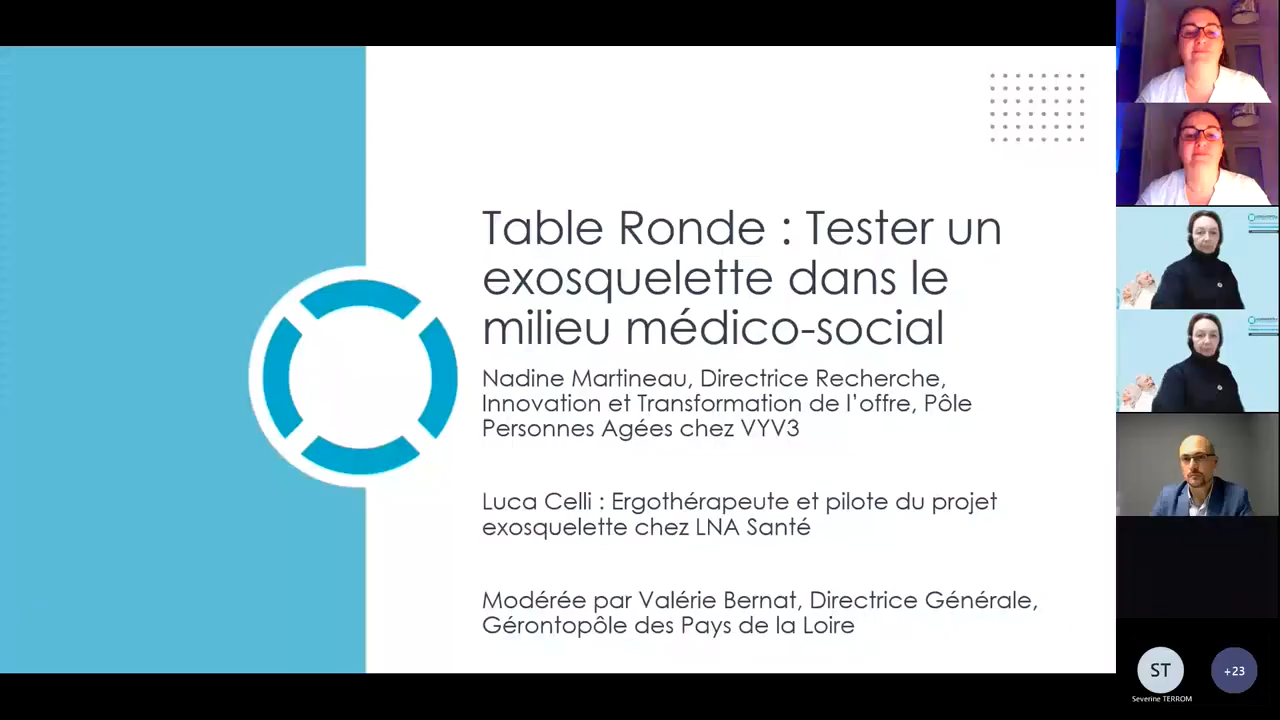 Table Ronde : Tester un
exosquelette dans le
milieu médico-social
Nadine Martineau, Directrice Recherche,
Innovation et Transformation de l'offre, Pôle
Personnes Agées chez VYV3
Luca Celli : Ergothérapeute et pilote du projet
exosquelette chez LNA Santé
Modérée par Valérie Bernat, Directrice Générale,
Gérontopôle des Pays de la Loire
ST
+23
Severine TERROM